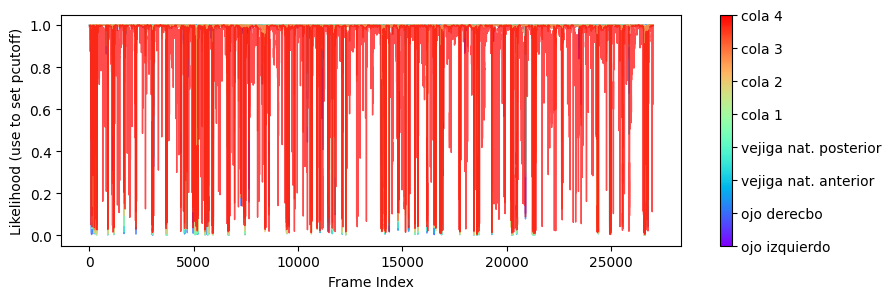 Likelihood (use to set pcutoff)
1.0
0.8
0.6
0.4
0.2
0.0
0
5000
10000
15000
20000
25000
Frame Index
cola 4
cola 3
cola 2
cola 1
vejiga nat. posterior
vejiga nat. anterior
ojo derecbo
ojo izquierdo